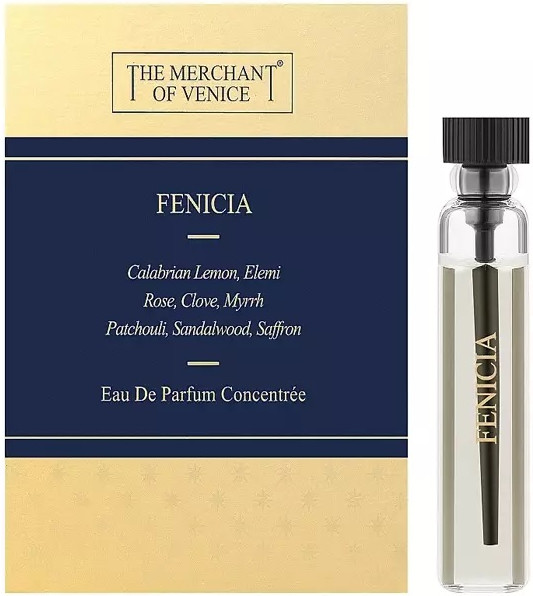 THE MERCHANT®
OF VENICE
FENICIA
Calabrian Lemon, Elemi
Rose, Clove, Myrrh
Patchouli, Sandalwood, Saffron
Eau De Parfum Concentrée
FENICIA